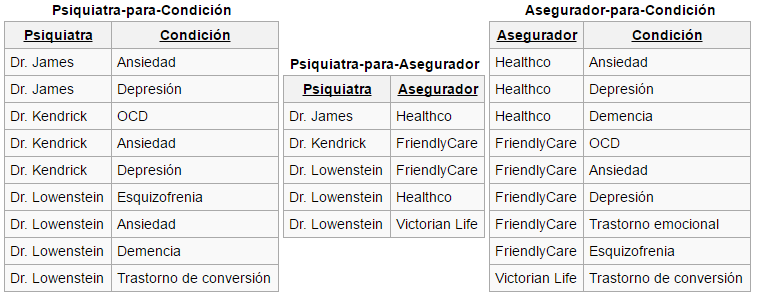 Psiquiatra-para-Condición
Psiquiatra Condición
Dr. James Ansiedad
Dr. James Depresión
Dr. Kendrick OCD
Dr. Kendrick Ansiedad
Dr. Kendrick Depresión
Dr. Lowenstein Esquizofrenia
Dr. Lowenstein Ansiedad
Dr. Lowenstein Demencia
Dr. Lowenstein Trastorno de conversión
Psiquiatra-para-Asegurador
Psiquiatra Asegurador
Dr. James Healthco
Dr. Kendrick FriendlyCare
Dr. Lowenstein FriendlyCare
Dr. Lowenstein Healthco
Dr. Lowenstein Victorian Life
Asegurador-para-Condición
Asegurador Condición
Healthco Ansiedad
Healthco Depresión
Healthco Demencia
FriendlyCare OCD
FriendlyCare Ansiedad
FriendlyCare Depresión
FriendlyCare Trastorno emocional
FriendlyCare Esquizofrenia
Victorian Life Trastorno de conversión